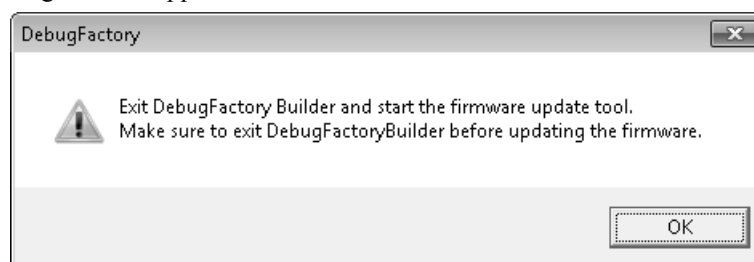 DebugFactory
Exit DebugFactory Builder and start the firmware update tool.
Make sure to exit DebugFactoryBuilder before updating the firmware.
OK